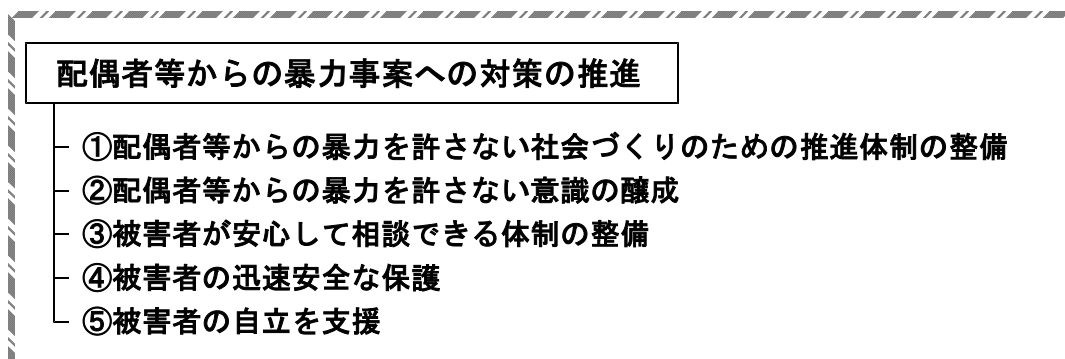 配偶者等からの暴力事案への対策の推進
①配偶者等からの暴力を許さない社会づくりのための推進体制の整備
②配偶者等からの暴力を許さない意識の醸成
③被害者が安心して相談できる体制の整備
④被害者の迅速安全な保護
⑤被害者の自立を支援